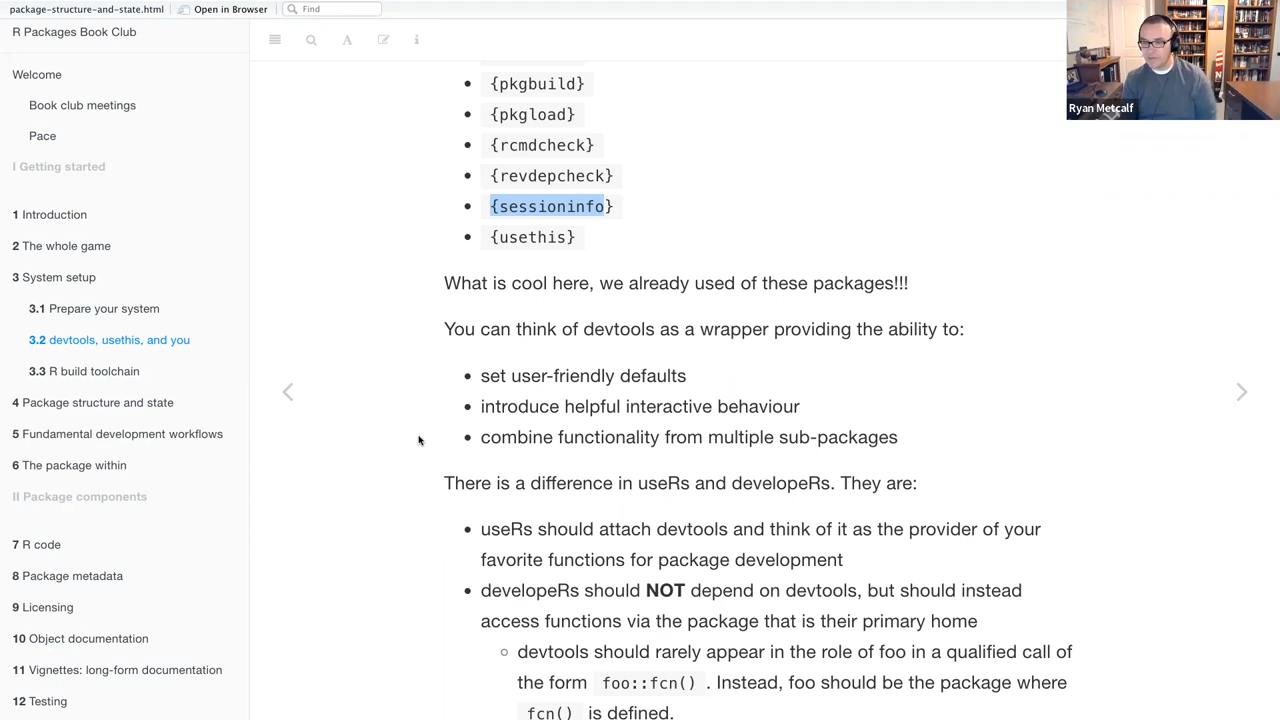 package-structure-and-state.html
Open in Browser
Find
R Packages Book Club
Welcome
Book club meetings
Pace
I Getting started
1 Introduction
2 The whole game
3 System setup
3.1 Prepare your system
3.2 devtools, usethis, and you
3.3 R build toolchain
4 Package structure and state
5 Fundamental development workflows
6 The package within
II Package components
7 R code
8 Package metadata
9 Licensing
10 Object documentation
11 Vignettes: long-form documentation
12 Testing
A
i
{pkgbuild}
{pkgload}
{rcmdcheck}
{revdepcheck}
{sessioninfo}
{usethis}
What is cool here, we already used of these packages!!!
You can think of devtools as a wrapper providing the ability to:
set user-friendly defaults
introduce helpful interactive behaviour
combine functionality from multiple sub-packages
There is a difference in useRs and developeRs. They are:
useRs should attach devtools and think of it as the provider of your
favorite functions for package development
developeRs should NOT depend on devtools, but should instead
access functions via the package that is their primary home
devtools should rarely appear in the role of foo in a qualified call of
the form foo::fcn() . Instead, foo should be the package where
fcn() is defined.
Ryan Metcalf